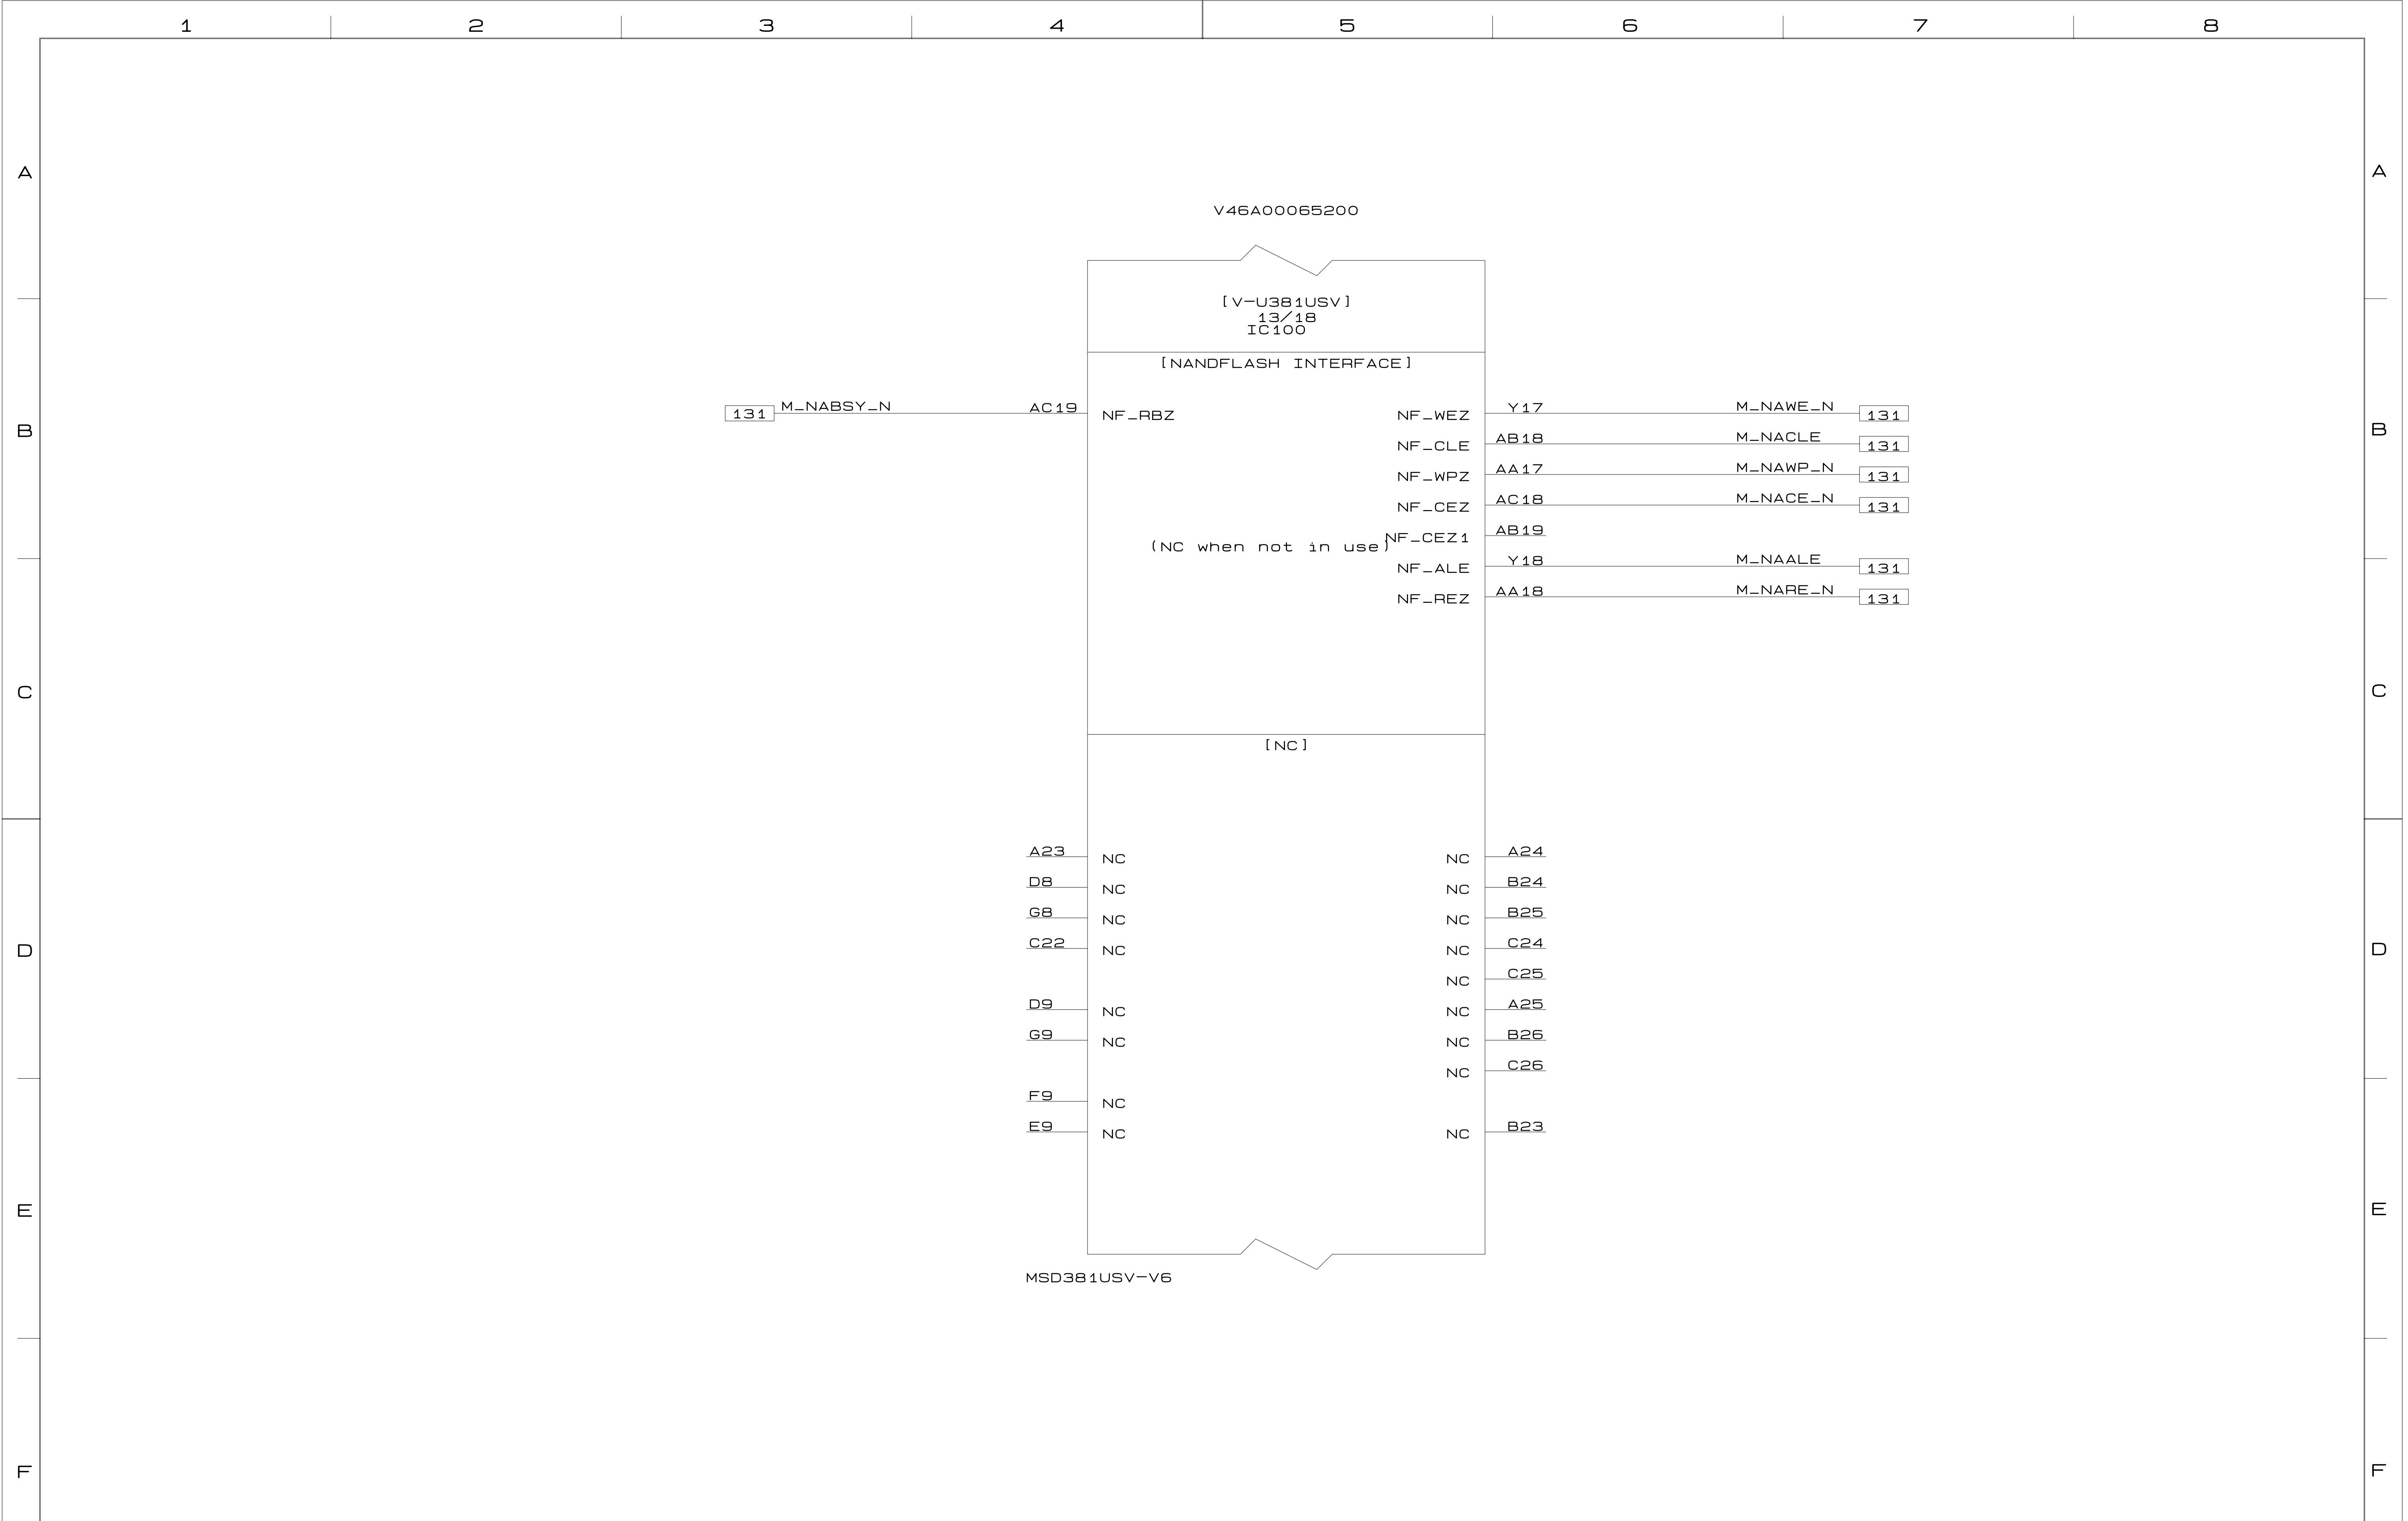 1 2 3 4 5 6 7 8
A A
V46A00065200
[V-U381USV]
13/18
IC100
[NANDFLASH INTERFACE]
131 M_NABSY_N AC19 NF_RBZ NF_WEZ Y17 M_NAWE_N 131
B B
NF_CLE AB18 M_NACLE 131
NF_WPZ AA17 M_NAWP_N 131
NF_CEZ AC18 M_NACE_N 131
(NC when not in use) NF_CEZ1 AB19
NF_ALE Y18 M_NAALE 131
NF_REZ AA18 M_NARE_N 131
C C
[NC]
A23 NC NC A24
D8 NC NC B24
G8 NC NC B25
C22 NC NC C24
D D
NC C25
D9 NC NC A25
G9 NC NC B26
NC C26
F9 NC
E9 NC NC B23
E E
MSD381USV-V6
F F